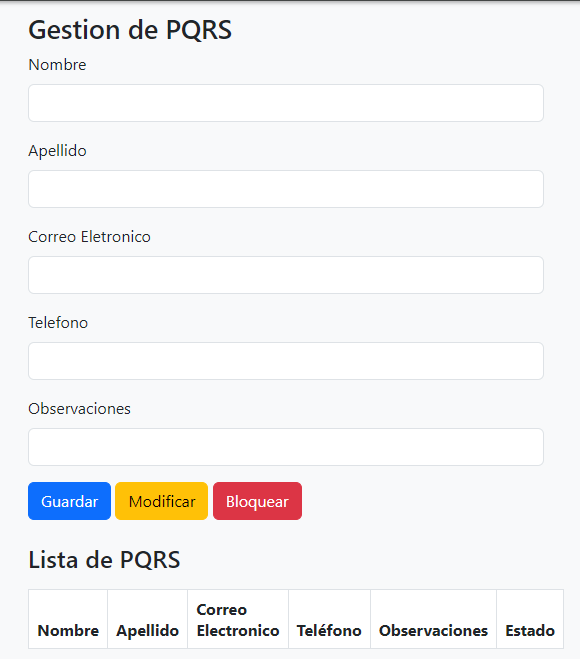 Gestion de PQRS
Nombre
Apellido
Correo Eletronico
Telefono
Observaciones
Guardar Modificar Bloquear
Lista de PQRS
Correo
Nombre Apellido Electronico Teléfono Observaciones Estado